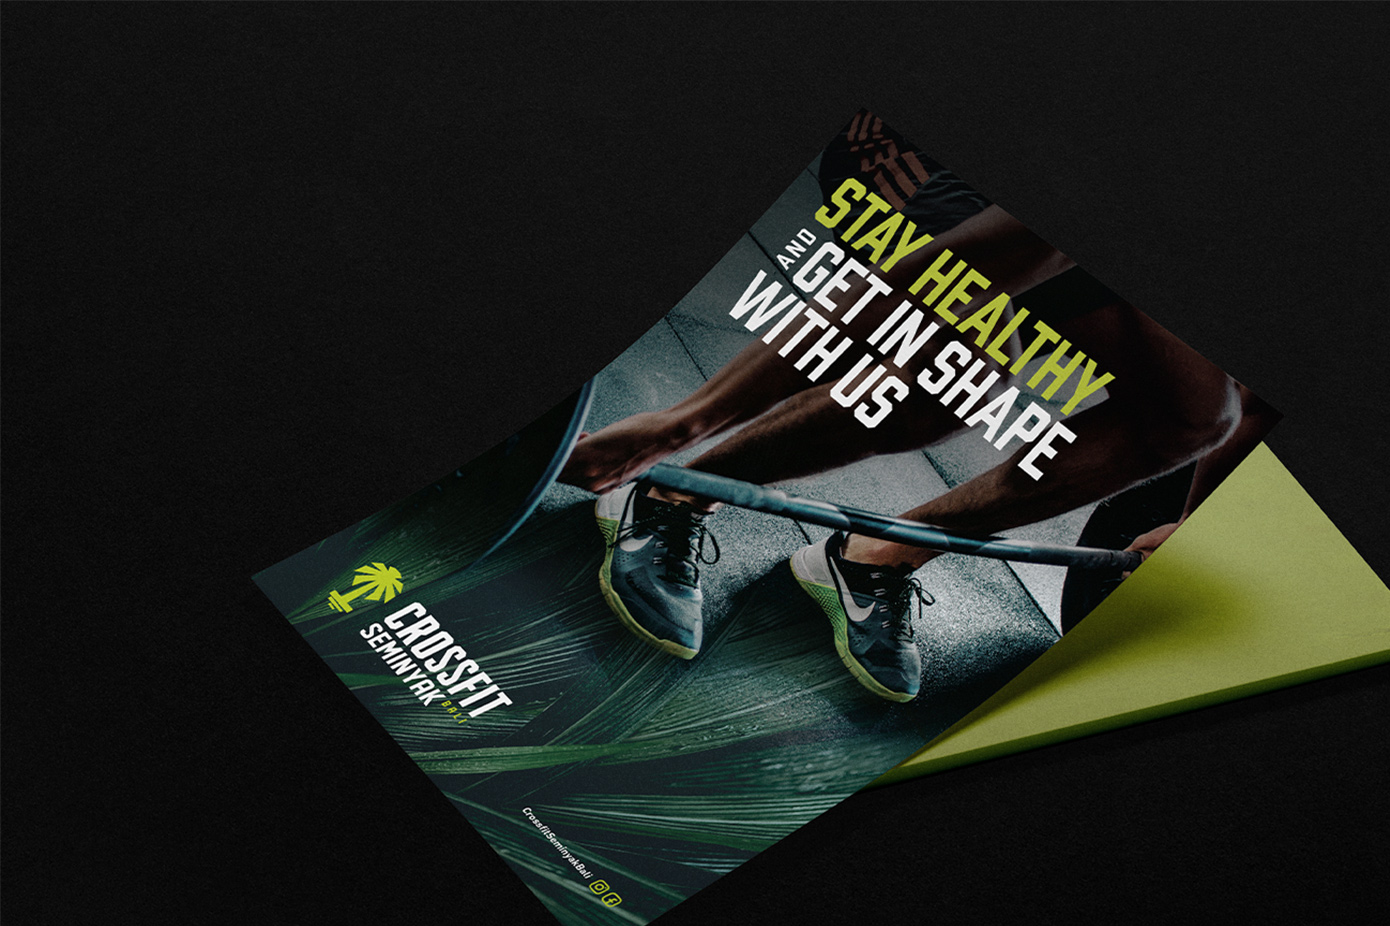 STAY HEALTHY
AND GET IN SHAPE
WITH US
CROSSFIT
SEMINYAK BALI
CrossfitSeminyakBali